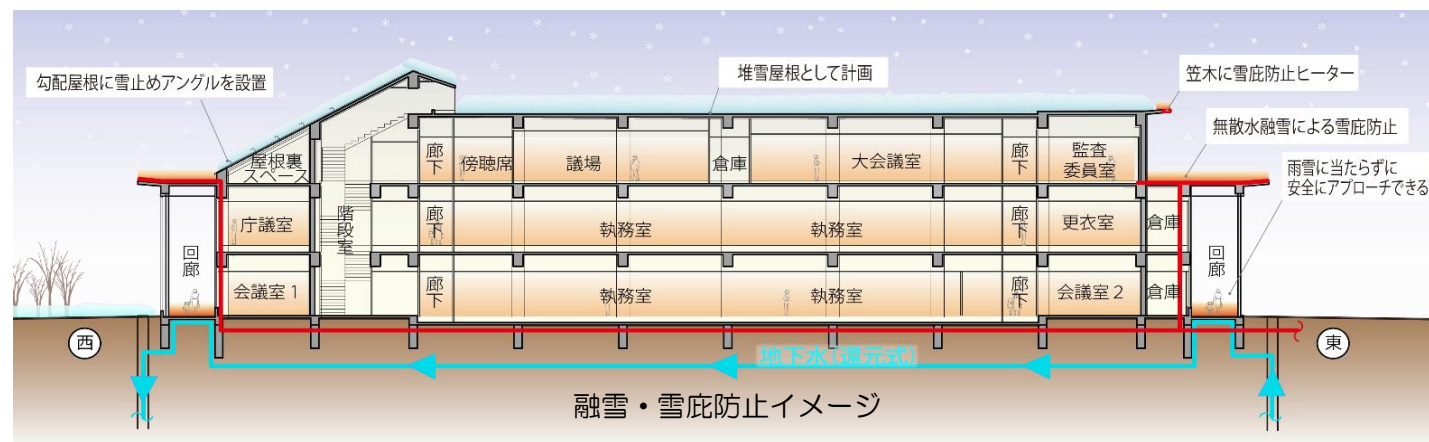 勾配屋根に雪止めアングルを設置
堆雪屋根として計画
笠木に雪庇防止ヒーター
無散水融雪による雪庇防止
雨雪に当たらずに
安全にアプローチできる
屋根裏
スペース
廊下
傍聴席
議場
倉庫
大会議室
廊下
監査
委員室
回廊
庁議室
階段室
廊下
執務室
執務室
廊下
更衣室
倉庫
回廊
会議室1
廊下
執務室
執務室
廊下
会議室2
倉庫
西
東
地下水(還元式)
融雪・雪庇防止イメージ